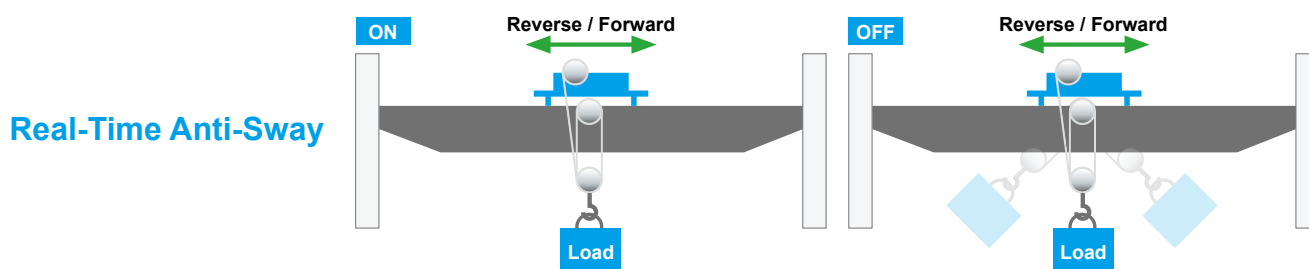 ON
Reverse / Forward
OFF
Reverse / Forward
Real-Time Anti-Sway
Load
Load